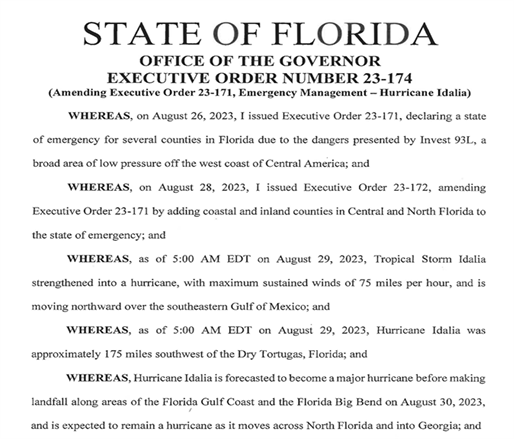 STATE OF FLORIDA
OFFICE OF THE GOVERNOR
EXECUTIVE ORDER NUMBER 23-174
(Amending Executive Order 23-171, Emergency Management – Hurricane Idalia)
WHEREAS, on August 26, 2023, I issued Executive Order 23-171, declaring a state
of emergency for several counties in Florida due to the dangers presented by Invest 93L, a
broad area of low pressure off the west coast of Central America; and
WHEREAS, on August 28, 2023, I issued Executive Order 23-172, amending
Executive Order 23-171 by adding coastal and inland counties in Central and North Florida to
the state of emergency; and
WHEREAS, as of 5:00 AM EDT on August 29, 2023, Tropical Storm Idalia
strengthened into a hurricane, with maximum sustained winds of 75 miles per hour, and is
moving northward over the southeastern Gulf of Mexico; and
WHEREAS, as of 5:00 AM EDT on August 29, 2023, Hurricane Idalia was
approximately 175 miles southwest of the Dry Tortugas, Florida; and
WHEREAS, Hurricane Idalia is forecasted to become a major hurricane before making
landfall along areas of the Florida Gulf Coast and the Florida Big Bend on August 30, 2023,
and is expected to remain a hurricane as it moves across North Florida and into Georgia; and